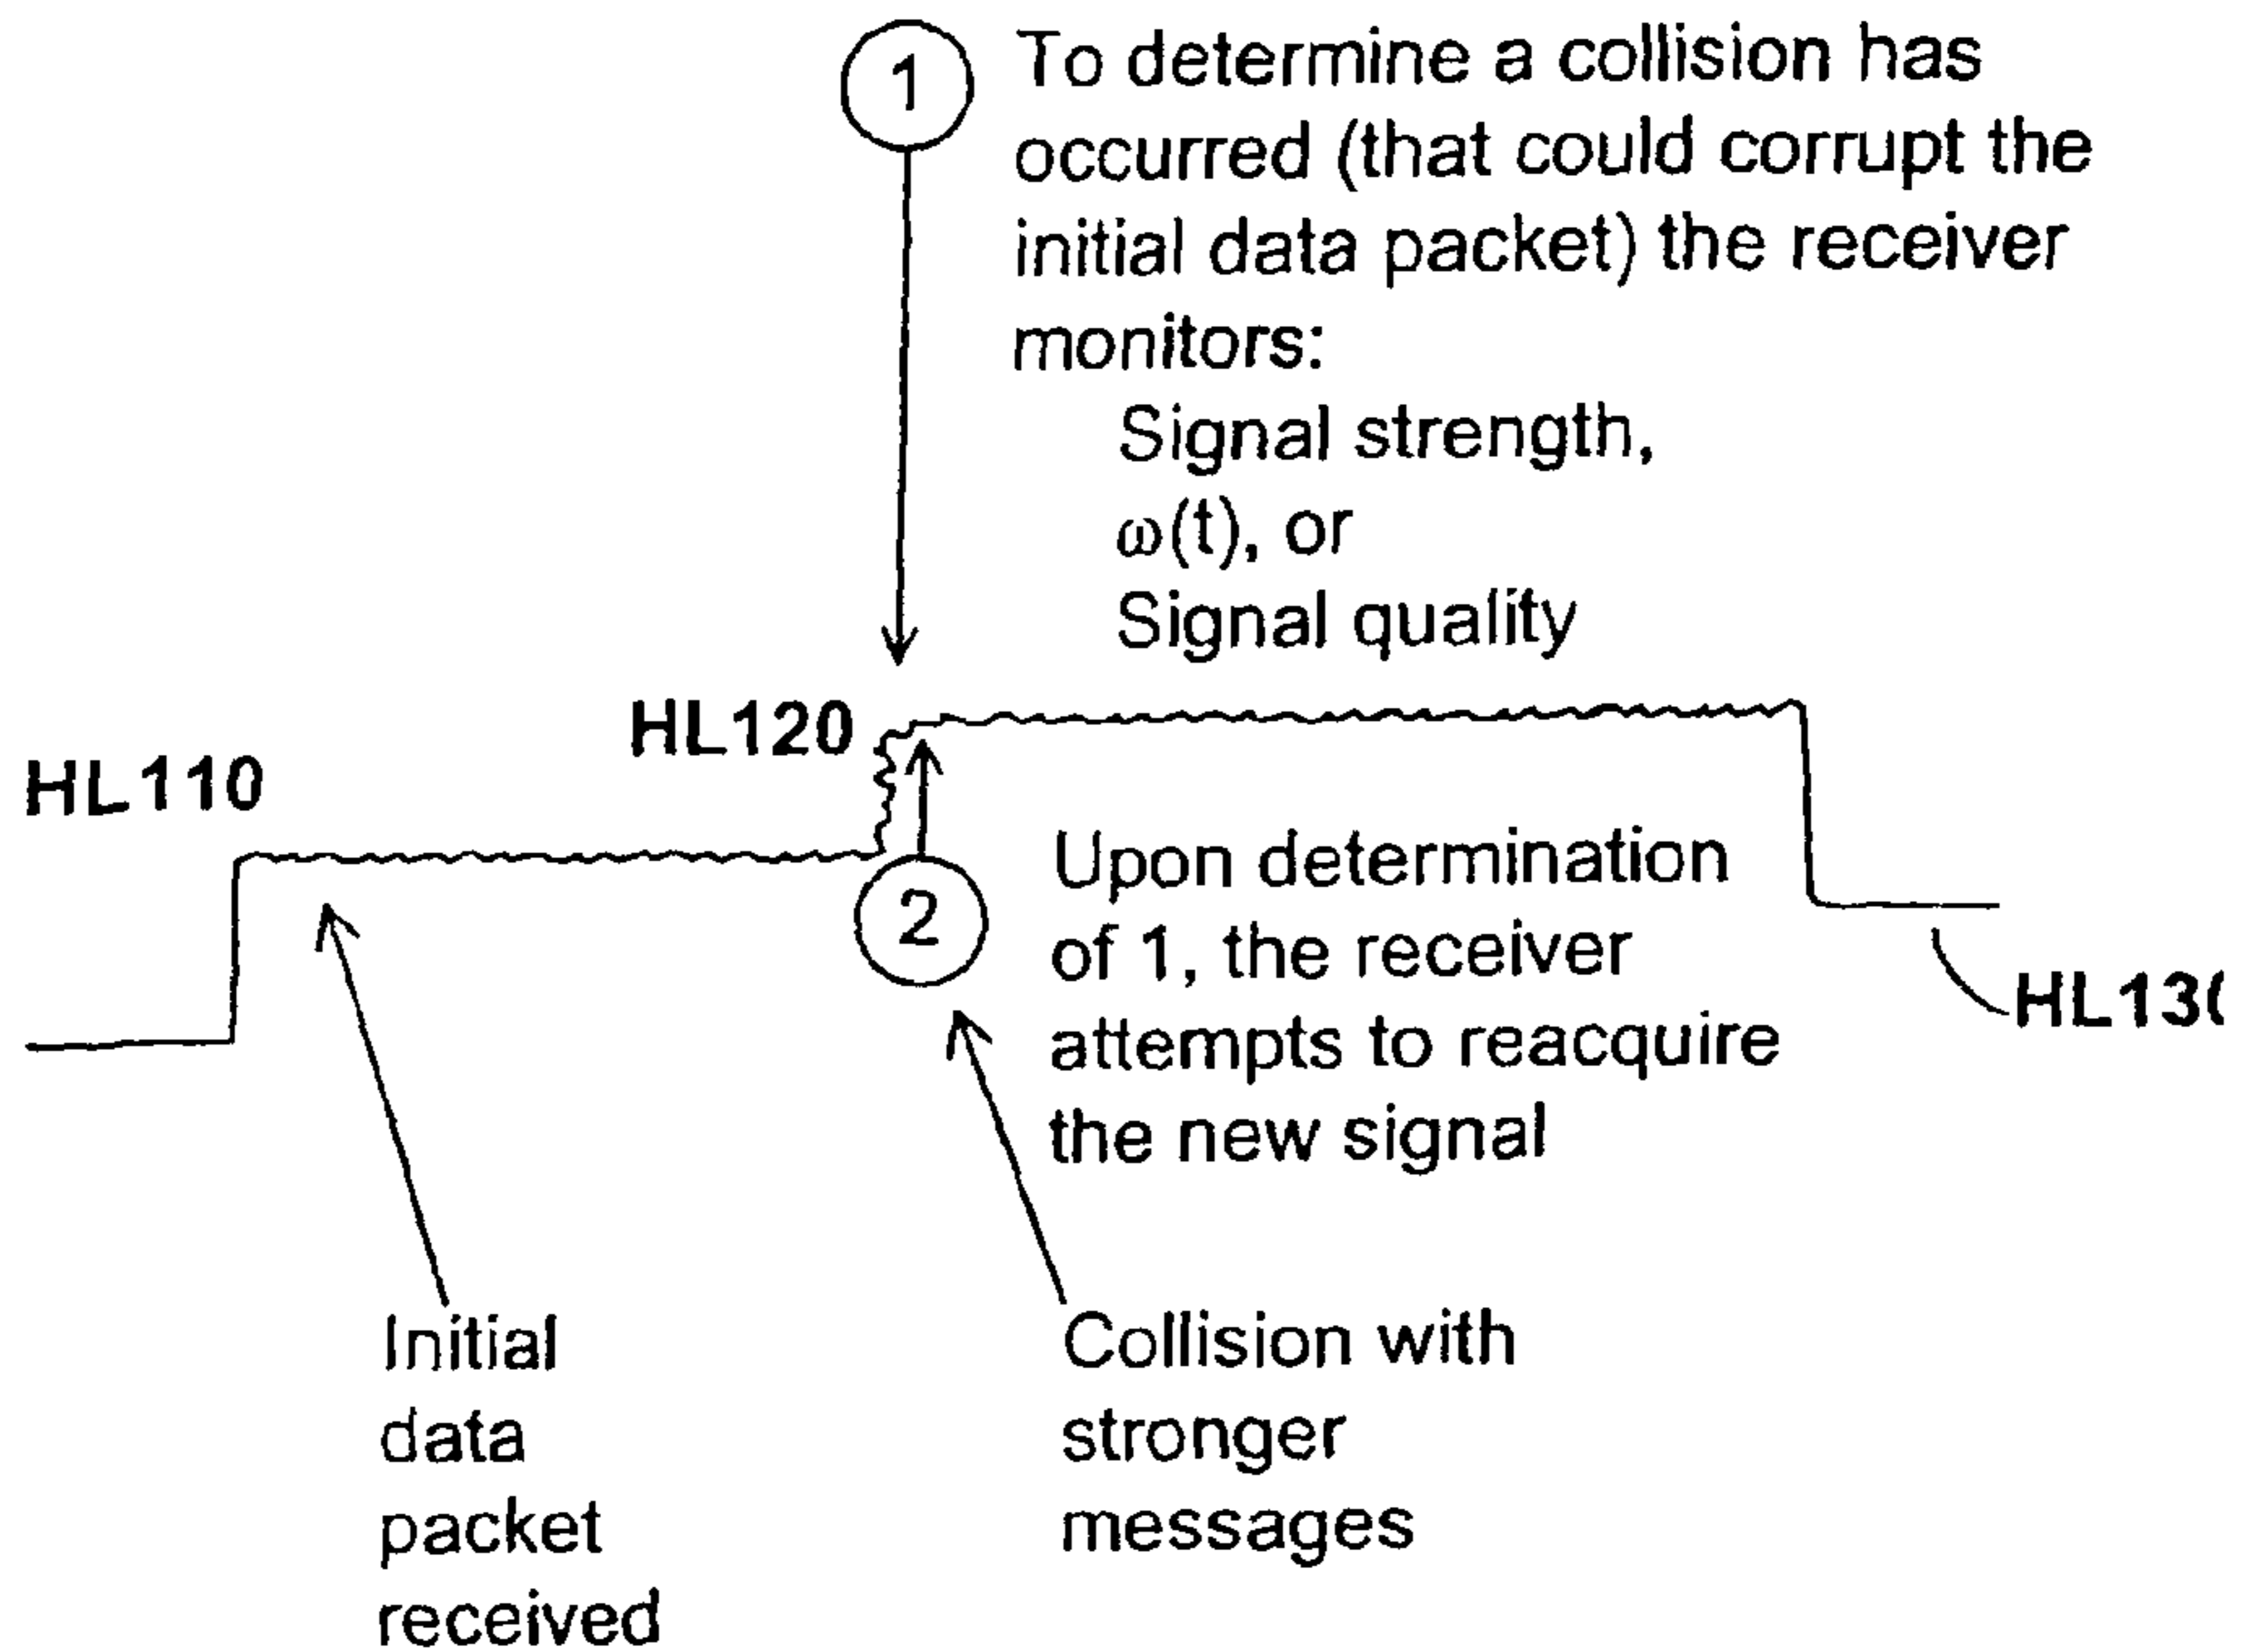 1
To determine a collision has
occurred (that could corrupt the
initial data packet) the receiver
monitors:
Signal strength,
ω(t), or
Signal quality
HL120
HL110
2
Upon determination
of 1, the receiver
attempts to reacquire
the new signal
Initial
data
packet
received
Collision with
stronger
messages